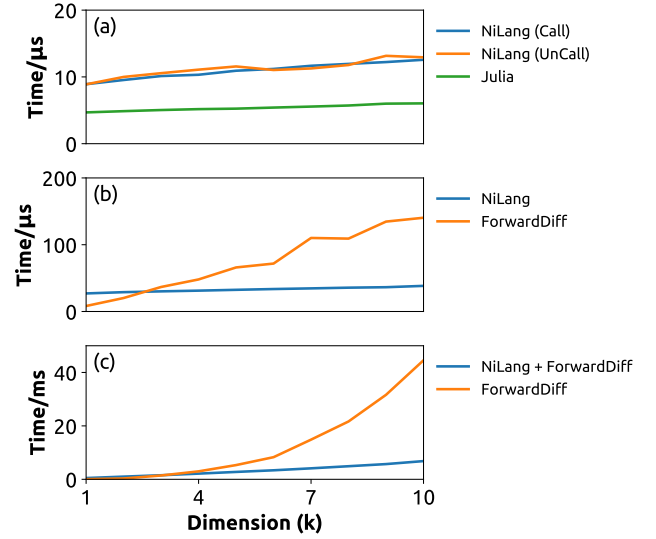 (a)
Time/μs
20
10
0
NiLang (Call)
NiLang (UnCall)
Julia
(b)
Time/μs
200
100
0
NiLang
ForwardDiff
(c)
Time/ms
40
20
0
NiLang + ForwardDiff
ForwardDiff
1 4 7 10
Dimension (k)